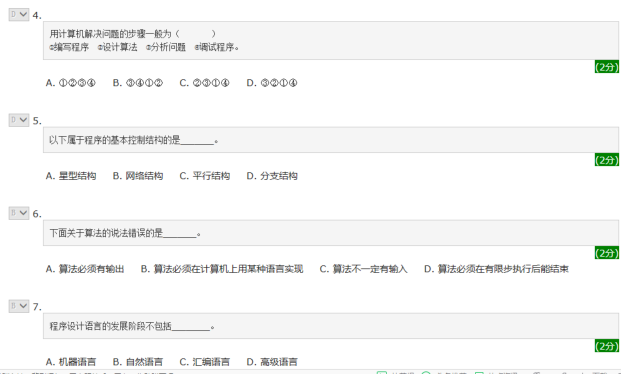 4.
用计算机解决问题的步骤一般为（　　）
①编写程序 ②设计算法 ③分析问题 ④调试程序。
(2分)
A. ①②③④ B. ③④①② C. ②③①④ D. ③②①④
5.
以下属于程序的基本控制结构的是_______。
(2分)
A. 星型结构 B. 网络结构 C. 平行结构 D. 分支结构
6.
下面关于算法的说法错误的是_______。
(2分)
A. 算法必须有输出 B. 算法必须在计算机上用某种语言实现 C. 算法不一定有输入 D. 算法必须在有限步执行后能结束
7.
程序设计语言的发展阶段不包括________。
(2分)
A. 机器语言 B. 自然语言 C. 汇编语言 D. 高级语言